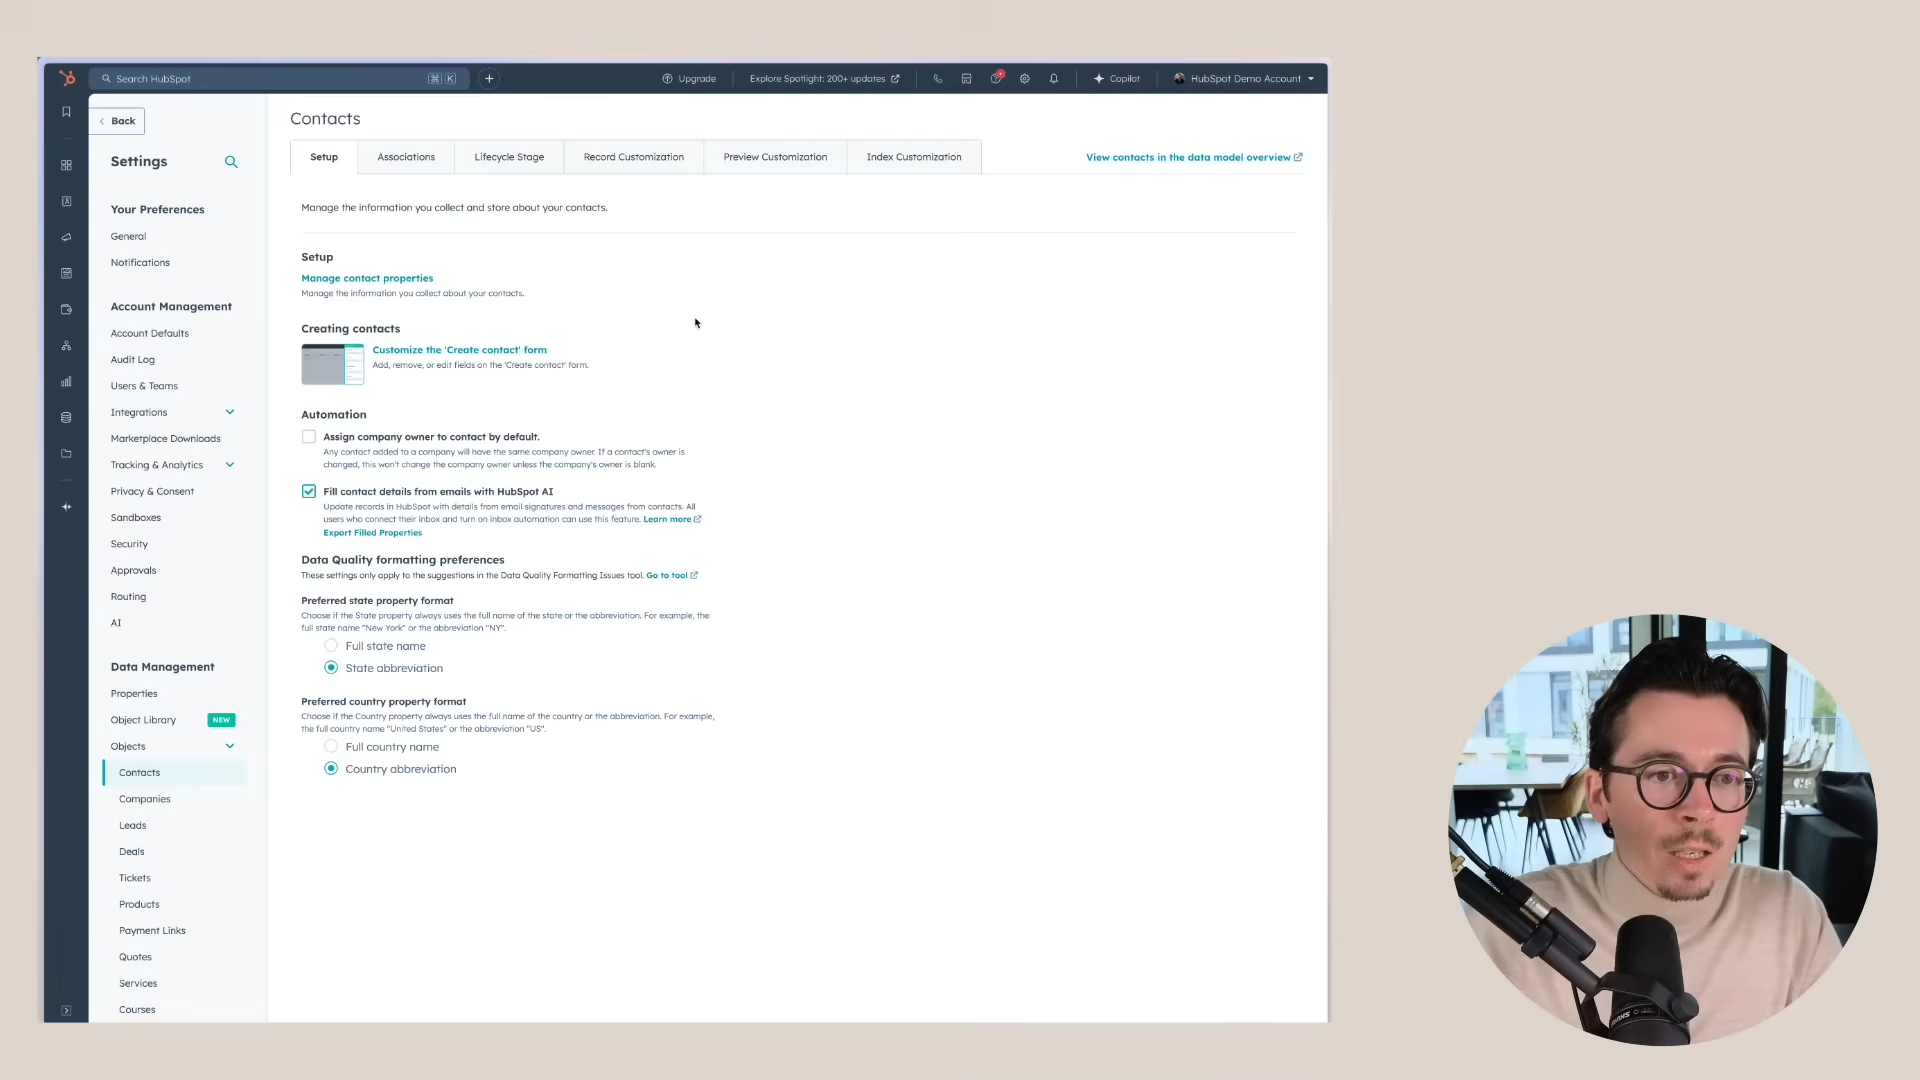 Search HubSpot
⌘ K
Upgrade
Explore Spotlight: 200+ updates
Copilot
HubSpot Demo Account
Back
Settings
Your Preferences
General
Notifications
Account Management
Account Defaults
Audit Log
Users & Teams
Integrations
Marketplace Downloads
Tracking & Analytics
Privacy & Consent
Sandboxes
Security
Approvals
Routing
AI
Data Management
Properties
Object Library NEW
Objects
Contacts
Companies
Leads
Deals
Tickets
Products
Payment Links
Quotes
Services
Courses
Contacts
Setup
Associations
Lifecycle Stage
Record Customization
Preview Customization
Index Customization
View contacts in the data model overview
Manage the information you collect and store about your contacts.
Setup
Manage contact properties
Manage the information you collect about your contacts.
Creating contacts
Customize the 'Create contact' form
Add, remove, or edit fields on the 'Create contact' form.
Automation
Assign company owner to contact by default.
Any contact added to a company will have the same company owner. If a contact's owner is
changed, this won't change the company owner unless the company's owner is blank.
Fill contact details from emails with HubSpot AI
Update records in HubSpot with details from email signatures and messages from contacts. All
users who connect their inbox and turn on inbox automation can use this feature. Learn more
Export Filled Properties
Data Quality formatting preferences
These settings only apply to the suggestions in the Data Quality Formatting Issues tool. Go to tool
Preferred state property format
Choose if the State property always uses the full name of the state or the abbreviation. For example, the
full state name "New York" or the abbreviation "NY".
Full state name
State abbreviation
Preferred country property format
Choose if the Country property always uses the full name of the country or the abbreviation. For example,
the full country name "United States" or the abbreviation "US".
Full country name
Country abbreviation